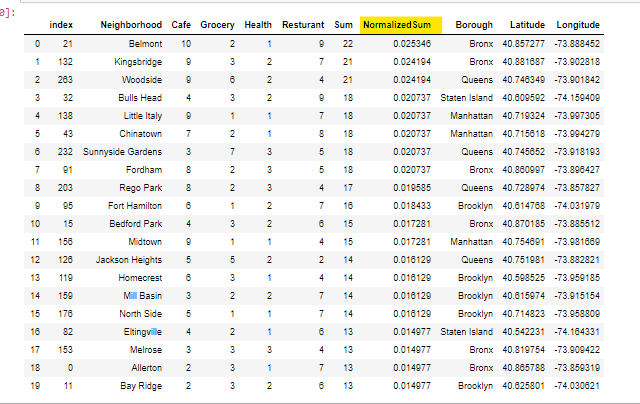 0]:
index Neighborhood Cafe Grocery Health Resturant Sum NormalizedSum Borough Latitude Longitude
0 21 Belmont 10 2 1 9 22 0.025346 Bronx 40.857277 -73.888452
1 132 Kingsbridge 9 3 2 7 21 0.024194 Bronx 40.881687 -73.902818
2 263 Woodside 9 6 2 4 21 0.024194 Queens 40.746349 -73.901842
3 32 Bulls Head 4 3 2 9 18 0.020737 Staten Island 40.609592 -74.159409
4 138 Little Italy 9 1 1 7 18 0.020737 Manhattan 40.719324 -73.997305
5 43 Chinatown 7 2 1 8 18 0.020737 Manhattan 40.715618 -73.994279
6 232 Sunnyside Gardens 3 7 3 5 18 0.020737 Queens 40.745652 -73.918193
7 91 Fordham 8 2 3 5 18 0.020737 Bronx 40.860997 -73.896427
8 203 Rego Park 8 2 3 4 17 0.019585 Queens 40.728974 -73.857827
9 95 Fort Hamilton 6 1 2 7 16 0.018433 Brooklyn 40.614768 -74.031979
10 15 Bedford Park 4 3 2 6 15 0.017281 Bronx 40.870185 -73.885512
11 156 Midtown 9 1 1 4 15 0.017281 Manhattan 40.754691 -73.981669
12 126 Jackson Heights 5 5 2 2 14 0.016129 Queens 40.751981 -73.882821
13 119 Homecrest 6 3 1 4 14 0.016129 Brooklyn 40.598525 -73.959185
14 159 Mill Basin 3 2 2 7 14 0.016129 Brooklyn 40.615974 -73.915154
15 176 North Side 5 1 1 7 14 0.016129 Brooklyn 40.714823 -73.958809
16 82 Eltingville 4 2 1 6 13 0.014977 Staten Island 40.542231 -74.164331
17 153 Melrose 3 3 3 4 13 0.014977 Bronx 40.819754 -73.909422
18 0 Allerton 2 3 1 7 13 0.014977 Bronx 40.865788 -73.859319
19 11 Bay Ridge 2 3 2 6 13 0.014977 Brooklyn 40.625801 -74.030621